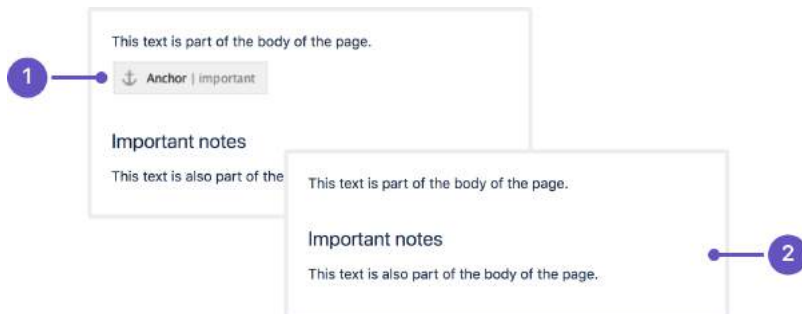 This text is part of the body of the page.
1
Anchor | important
Important notes
This text is also part of the
This text is part of the body of the page.
Important notes
2
This text is also part of the body of the page.